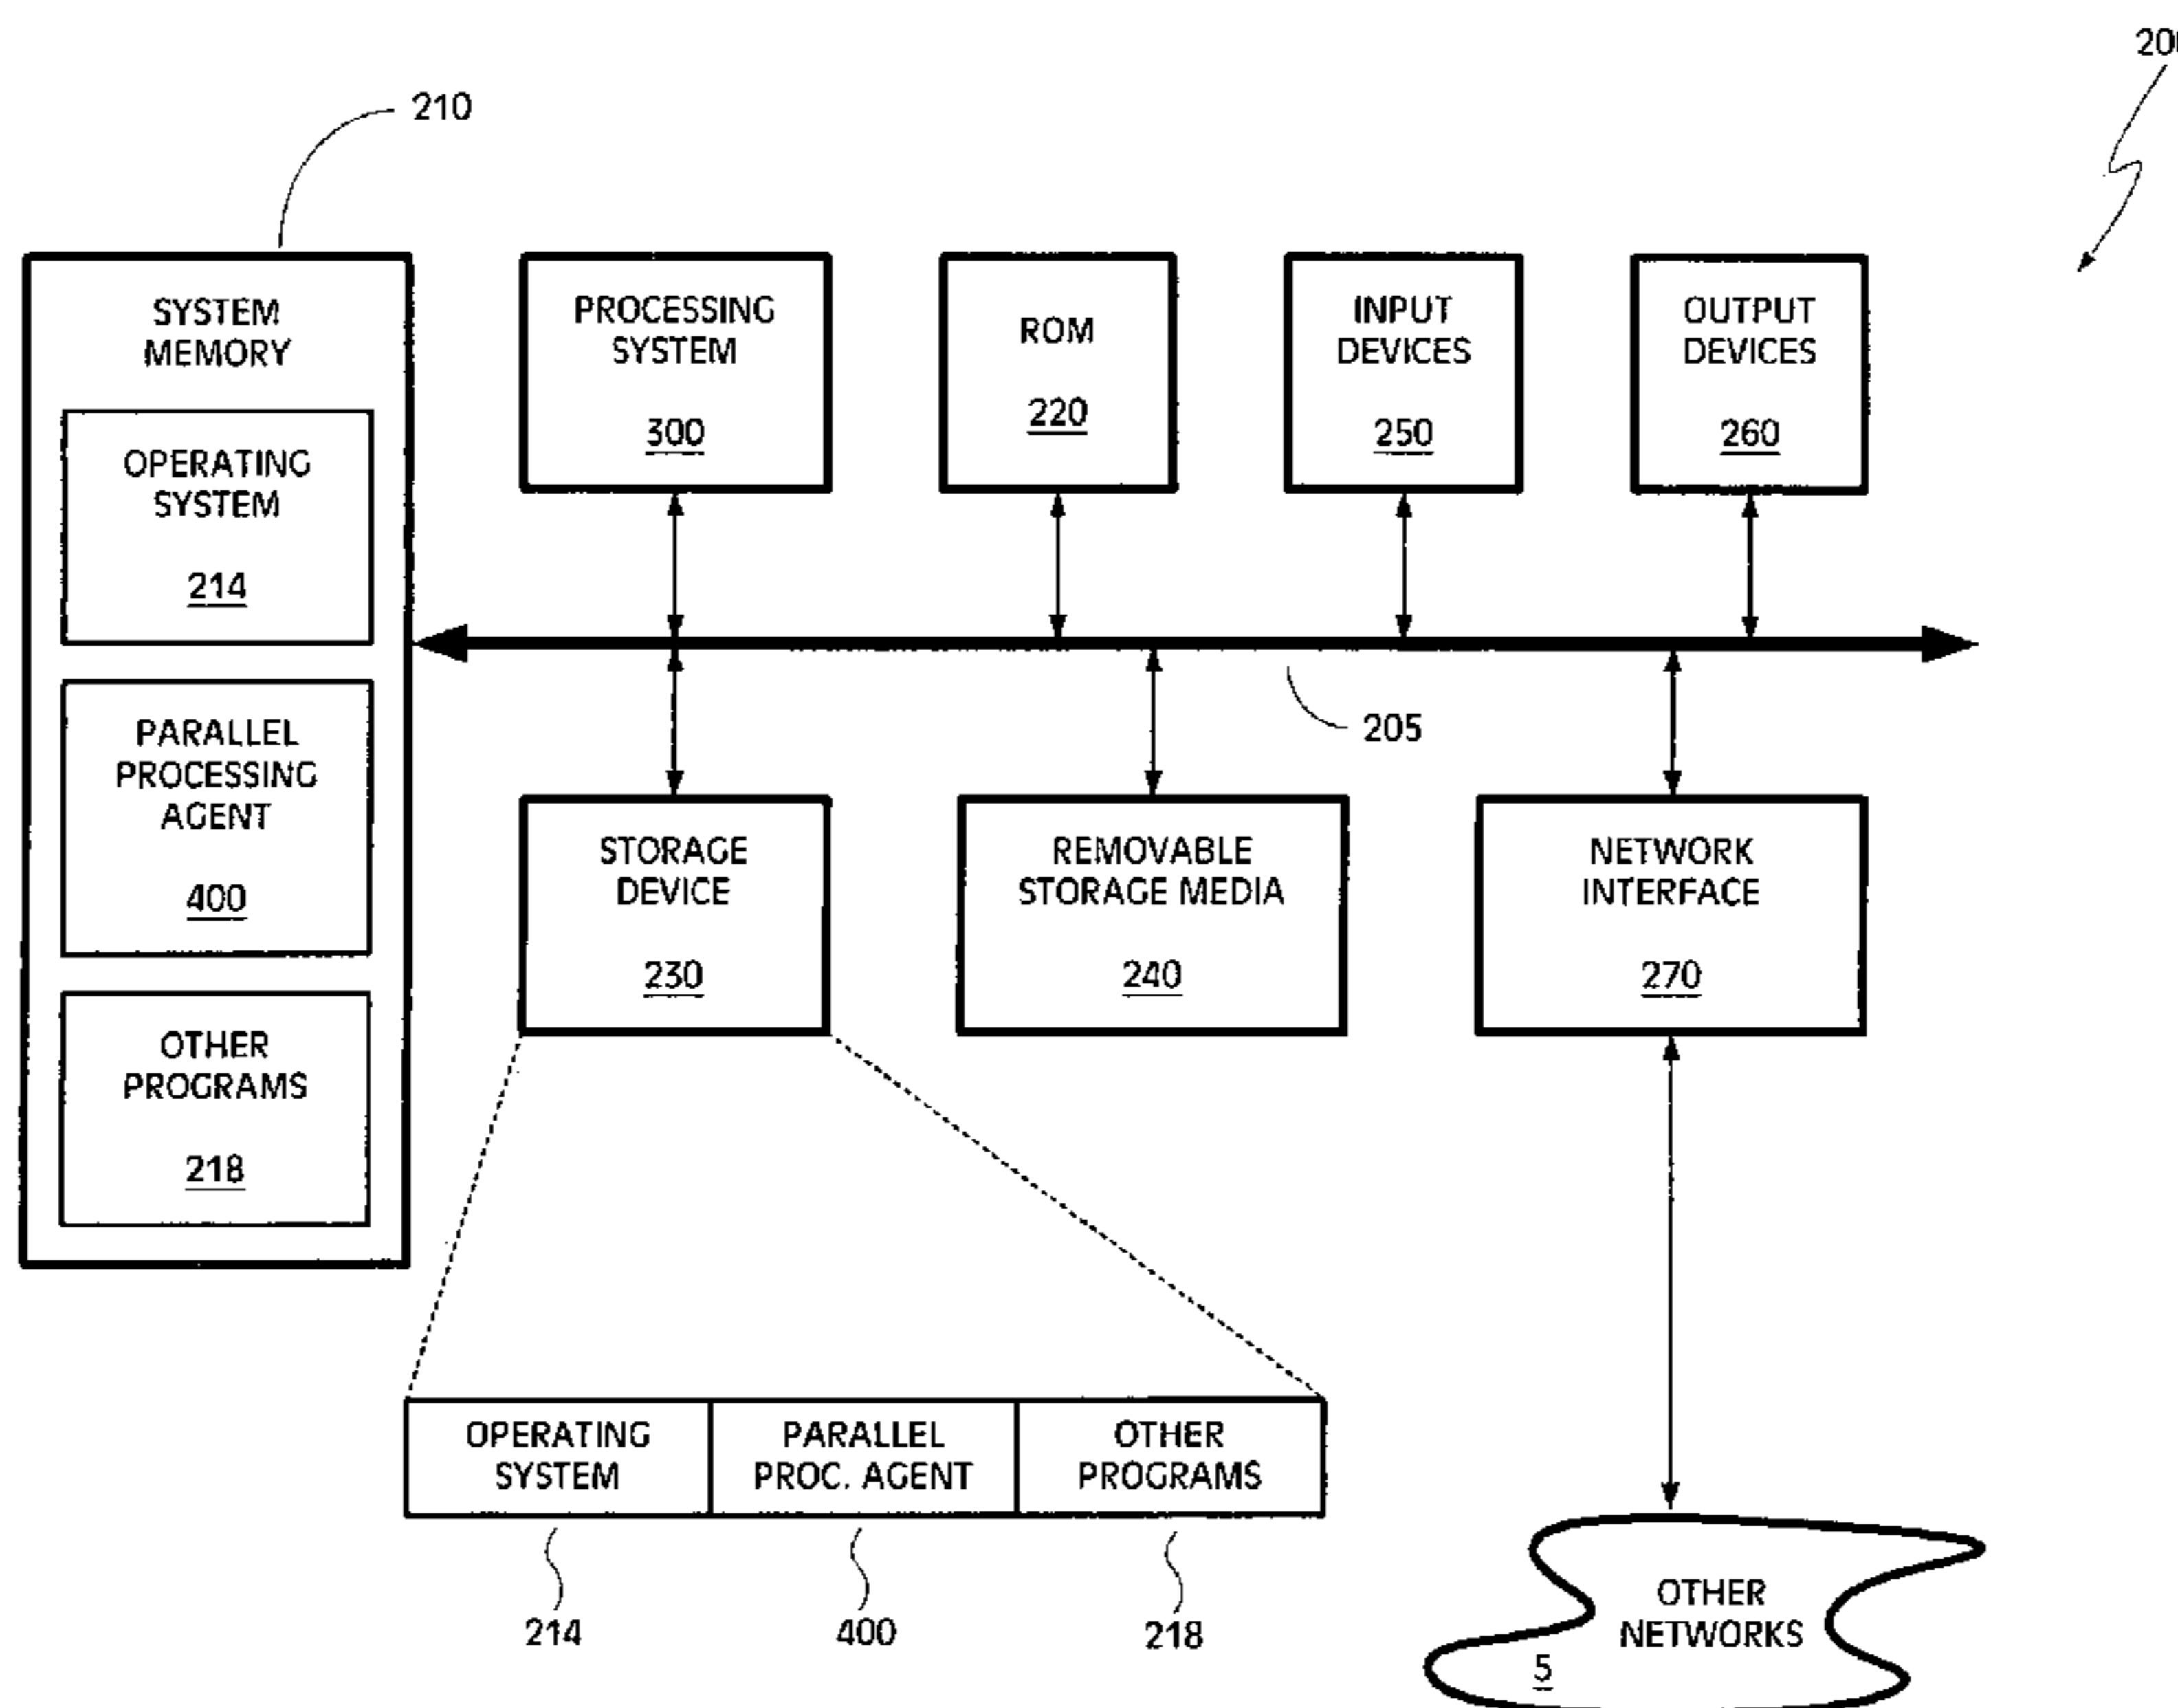 200
210
SYSTEM
MEMORY
OPERATING
SYSTEM
214
PARALLEL
PROCESSING
AGENT
400
OTHER
PROGRAMS
218
PROCESSING
SYSTEM
300
ROM
220
INPUT
DEVICES
250
OUTPUT
DEVICES
260
205
STORAGE
DEVICE
230
REMOVABLE
STORAGE MEDIA
240
NETWORK
INTERFACE
270
OPERATING
SYSTEM
PARALLEL
PROC. AGENT
OTHER
PROGRAMS
214
400
218
OTHER
NETWORKS
5